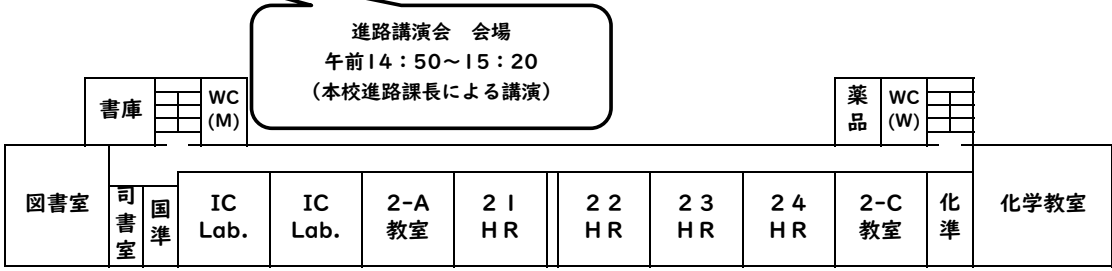 進路講演会　会場
午前14：50～15：20
（本校進路課長による講演）
書庫
WC
(M)
薬
品
WC
(W)
図書室
司
書
室
国
準
IC
Lab.
IC
Lab.
2-A
教室
２１
ＨＲ
２２
ＨＲ
２３
ＨＲ
２４
ＨＲ
2-C
教室
化
準
化学教室